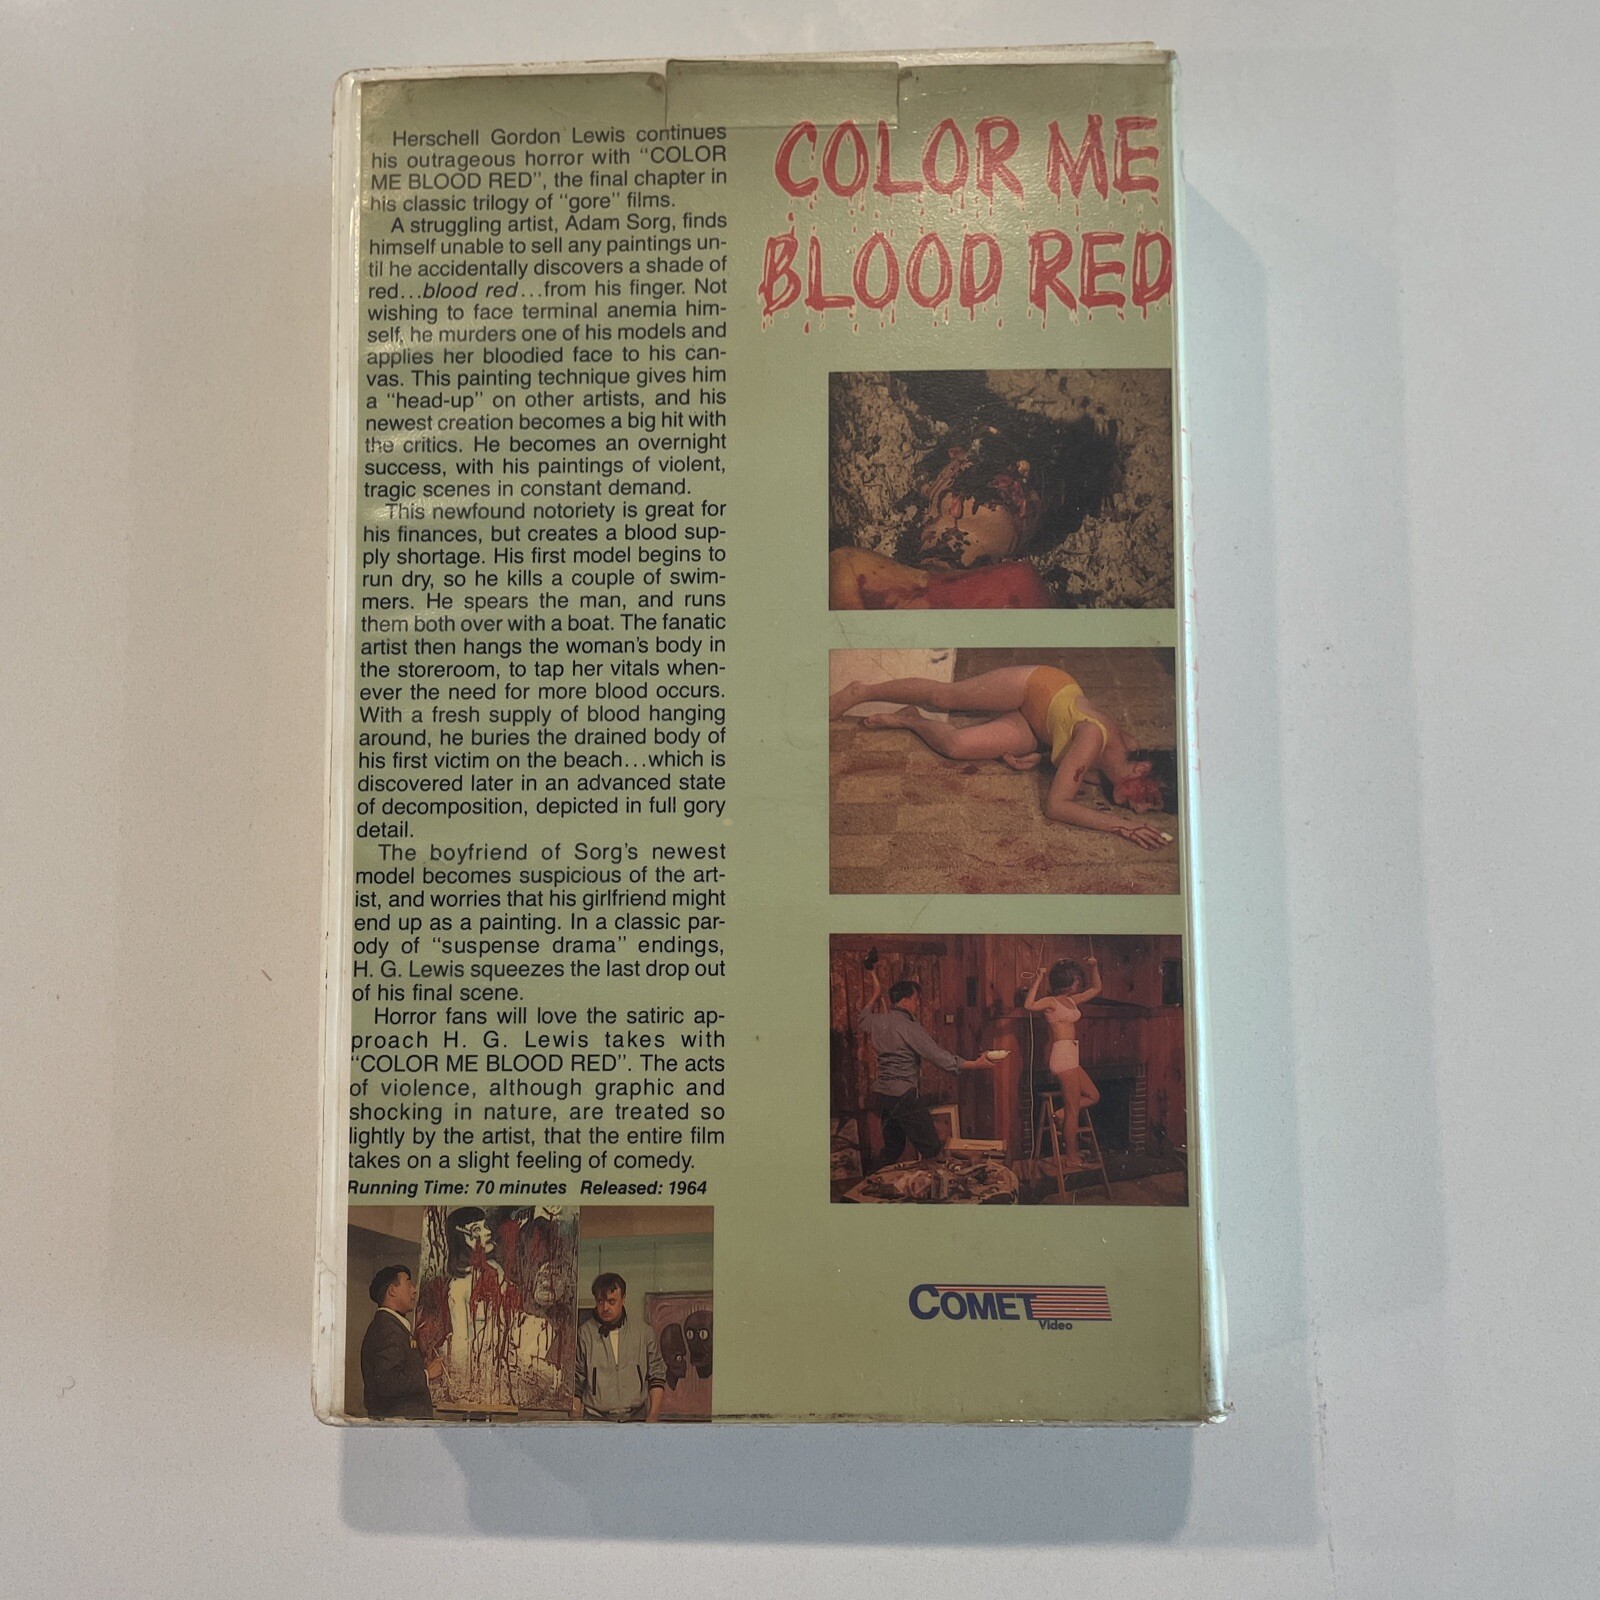 Herschell Gordon Lewis continues
his outrageous horror with "COLOR
ME BLOOD RED", the final chapter in
his classic trilogy of "gore" films.
A struggling artist, Adam Sorg, finds
himself unable to sell any paintings un-
til he accidentally discovers a shade of
red...blood red...from his finger. Not
wishing to face terminal anemia him-
self, he murders one of his models and
applies her bloodied face to his can-
vas. This painting technique gives him
a "head-up" on other artists, and his
newest creation becomes a big hit with
the critics. He becomes an overnight
success, with his paintings of violent,
tragic scenes in constant demand.
This newfound notoriety is great for
his finances, but creates a blood sup-
ply shortage. His first model begins to
run dry, so he kills a couple of swim-
mers. He spears the man, and runs
them both over with a boat. The fanatic
artist then hangs the woman's body in
the storeroom, to tap her vitals when-
ever the need for more blood occurs.
With a fresh supply of blood hanging
around, he buries the drained body of
his first victim on the beach...which is
discovered later in an advanced state
of decomposition, depicted in full gory
detail.
The boyfriend of Sorg's newest
model becomes suspicious of the art-
ist, and worries that his girlfriend might
end up as a painting. In a classic par-
ody of "suspense drama" endings,
H. G. Lewis squeezes the last drop out
of his final scene.
Horror fans will love the satiric ap-
proach H. G. Lewis takes with
"COLOR ME BLOOD RED". The acts
of violence, although graphic and
shocking in nature, are treated so
lightly by the artist, that the entire film
takes on a slight feeling of comedy.
Running Time: 70 minutes Released: 1964
COLOR ME
BLOOD RED
COMET
Video